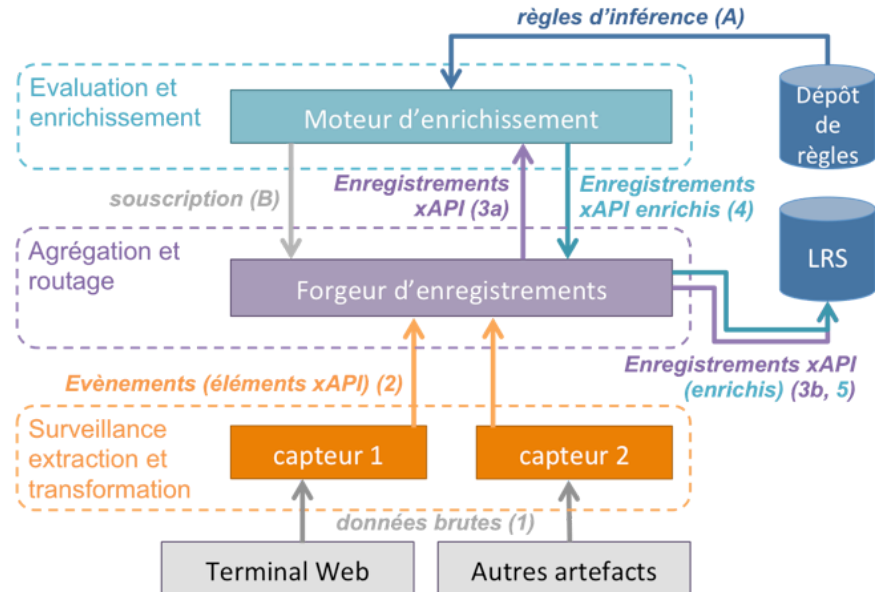 règles d'inférence (A)
Evaluation et
enrichissement
Moteur d'enrichissement
Dépôt
de
règles
souscription (B)
Enregistrements
xAPI (3a)
Enregistrements
xAPI enrichis (4)
Agrégation et
routage
Forgeur d'enregistrements
LRS
Enregistrements xAPI
(enrichis) (3b, 5)
Evènements (éléments xAPI) (2)
Surveillance
extraction et
transformation
capteur 1
capteur 2
données brutes (1)
Terminal Web
Autres artefacts